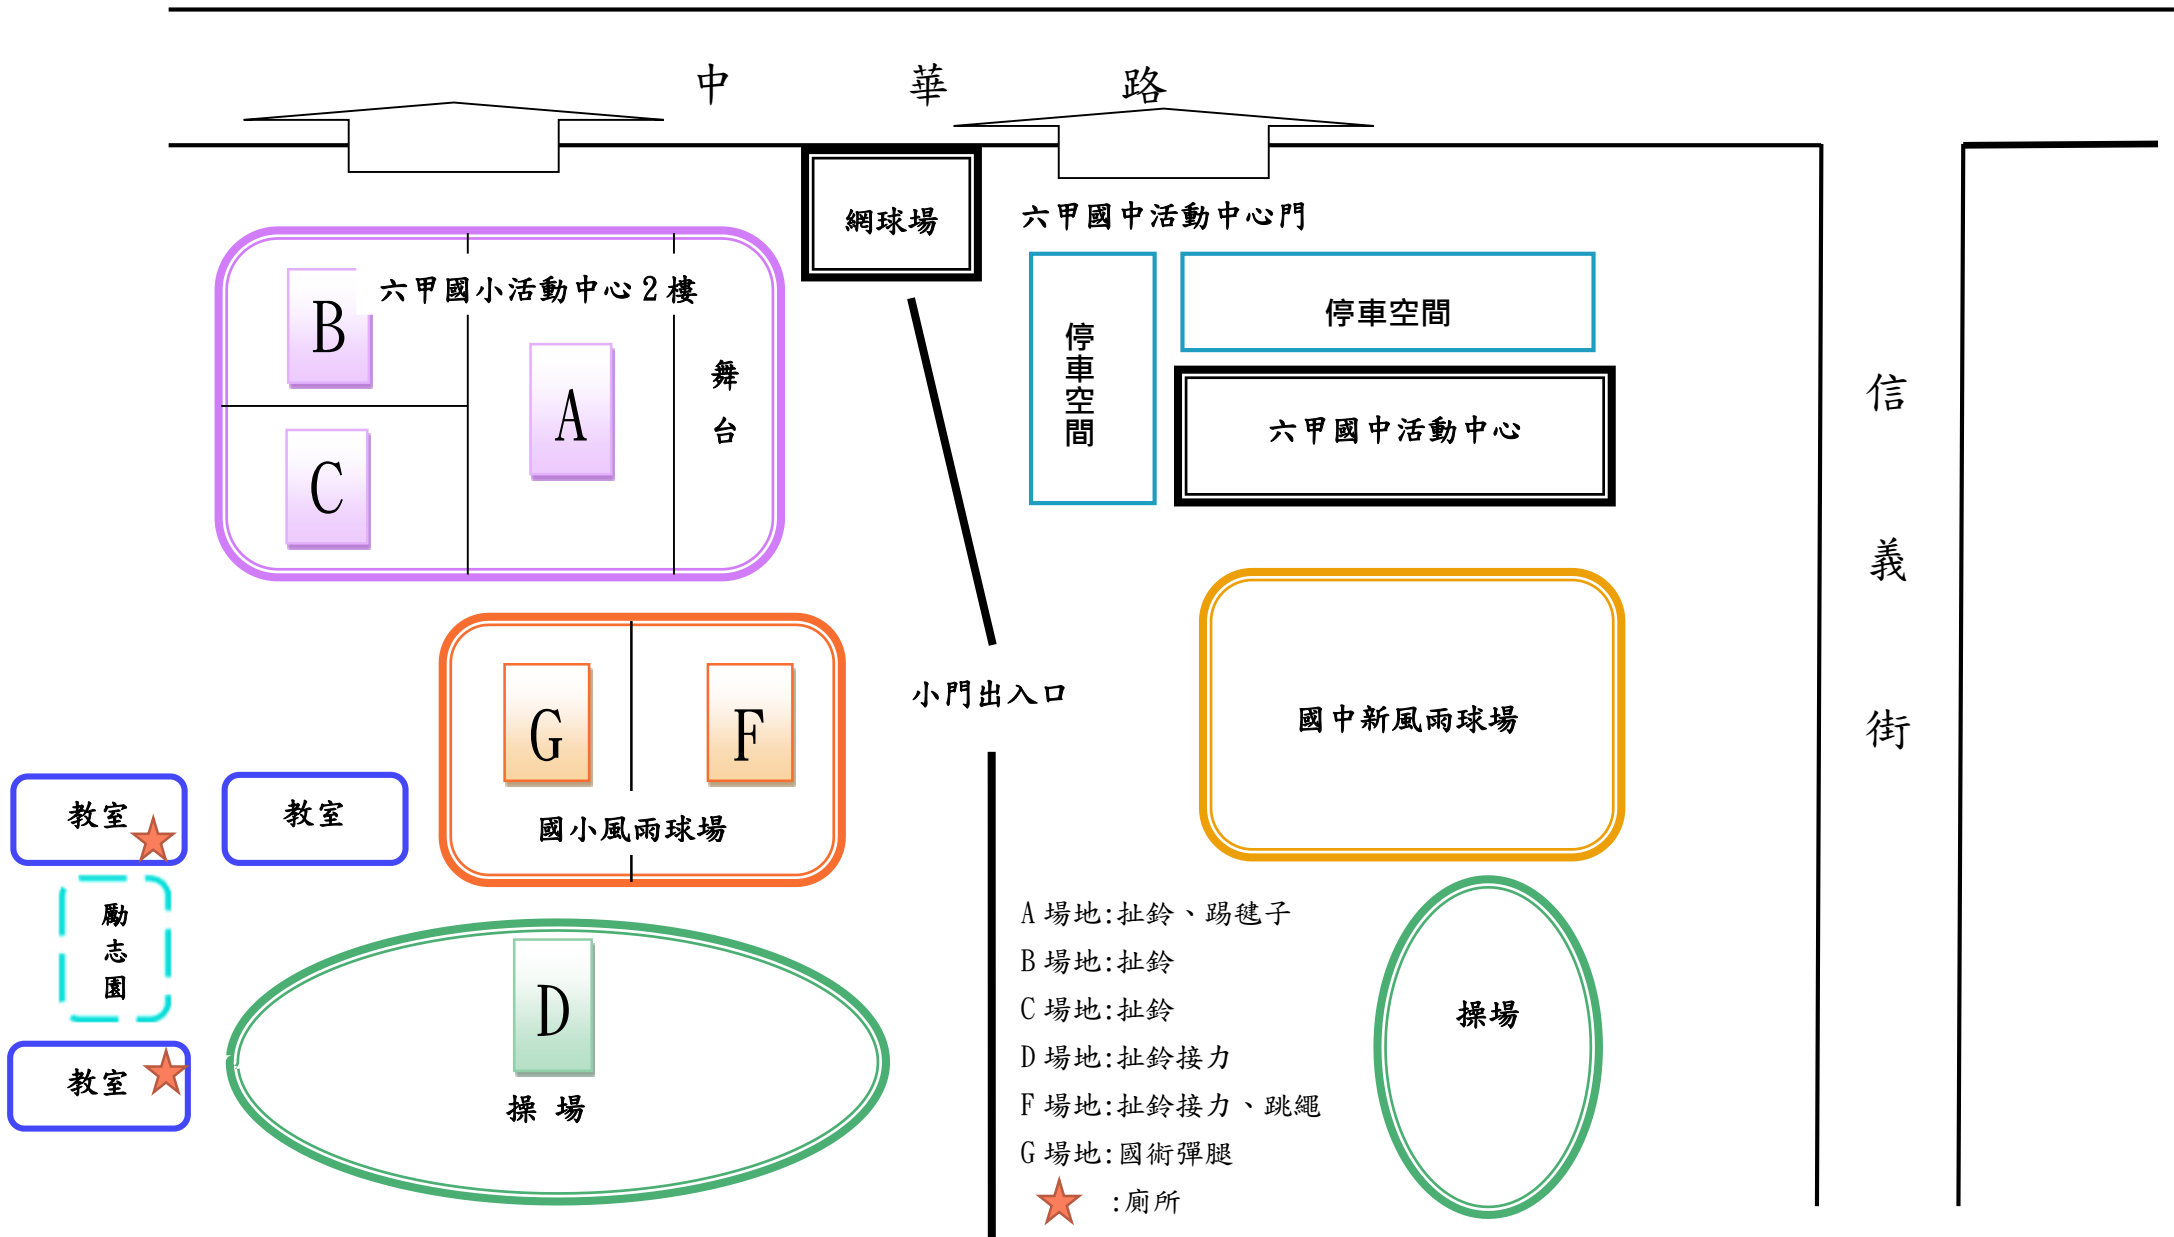 中華路
網球場
六甲國中活動中心門
六甲國小活動中心2樓
B
A
C
舞台
停車空間
停車空間
六甲國中活動中心
信義街
G
F
國小風雨球場
小門出入口
國中新風雨球場
教室
教室
勵志園
教室
D
操 場
操場
A 場地:扯鈴、踢毽子
B 場地:扯鈴
C 場地:扯鈴
D 場地:扯鈴接力
F 場地:扯鈴接力、跳繩
G 場地:國術彈腿
:廁所